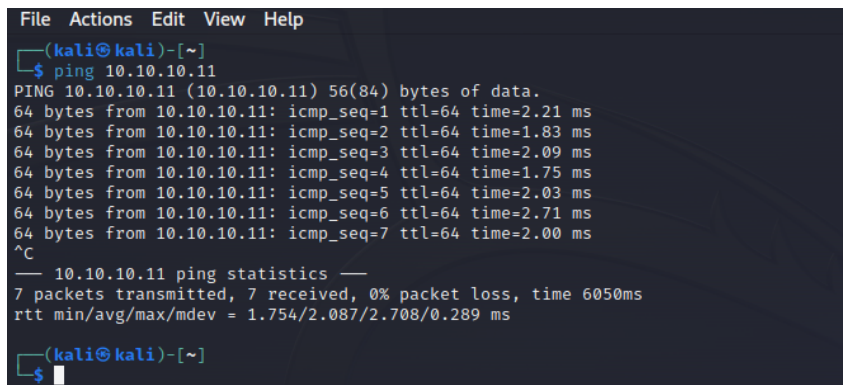 File Actions Edit View Help
┌──(kali㉿kali)-[~]
└─$ ping 10.10.10.11
PING 10.10.10.11 (10.10.10.11) 56(84) bytes of data.
64 bytes from 10.10.10.11: icmp_seq=1 ttl=64 time=2.21 ms
64 bytes from 10.10.10.11: icmp_seq=2 ttl=64 time=1.83 ms
64 bytes from 10.10.10.11: icmp_seq=3 ttl=64 time=2.09 ms
64 bytes from 10.10.10.11: icmp_seq=4 ttl=64 time=1.75 ms
64 bytes from 10.10.10.11: icmp_seq=5 ttl=64 time=2.03 ms
64 bytes from 10.10.10.11: icmp_seq=6 ttl=64 time=2.71 ms
64 bytes from 10.10.10.11: icmp_seq=7 ttl=64 time=2.00 ms
^C
--- 10.10.10.11 ping statistics ---
7 packets transmitted, 7 received, 0% packet loss, time 6050ms
rtt min/avg/max/mdev = 1.754/2.087/2.708/0.289 ms
┌──(kali㉿kali)-[~]
└─$